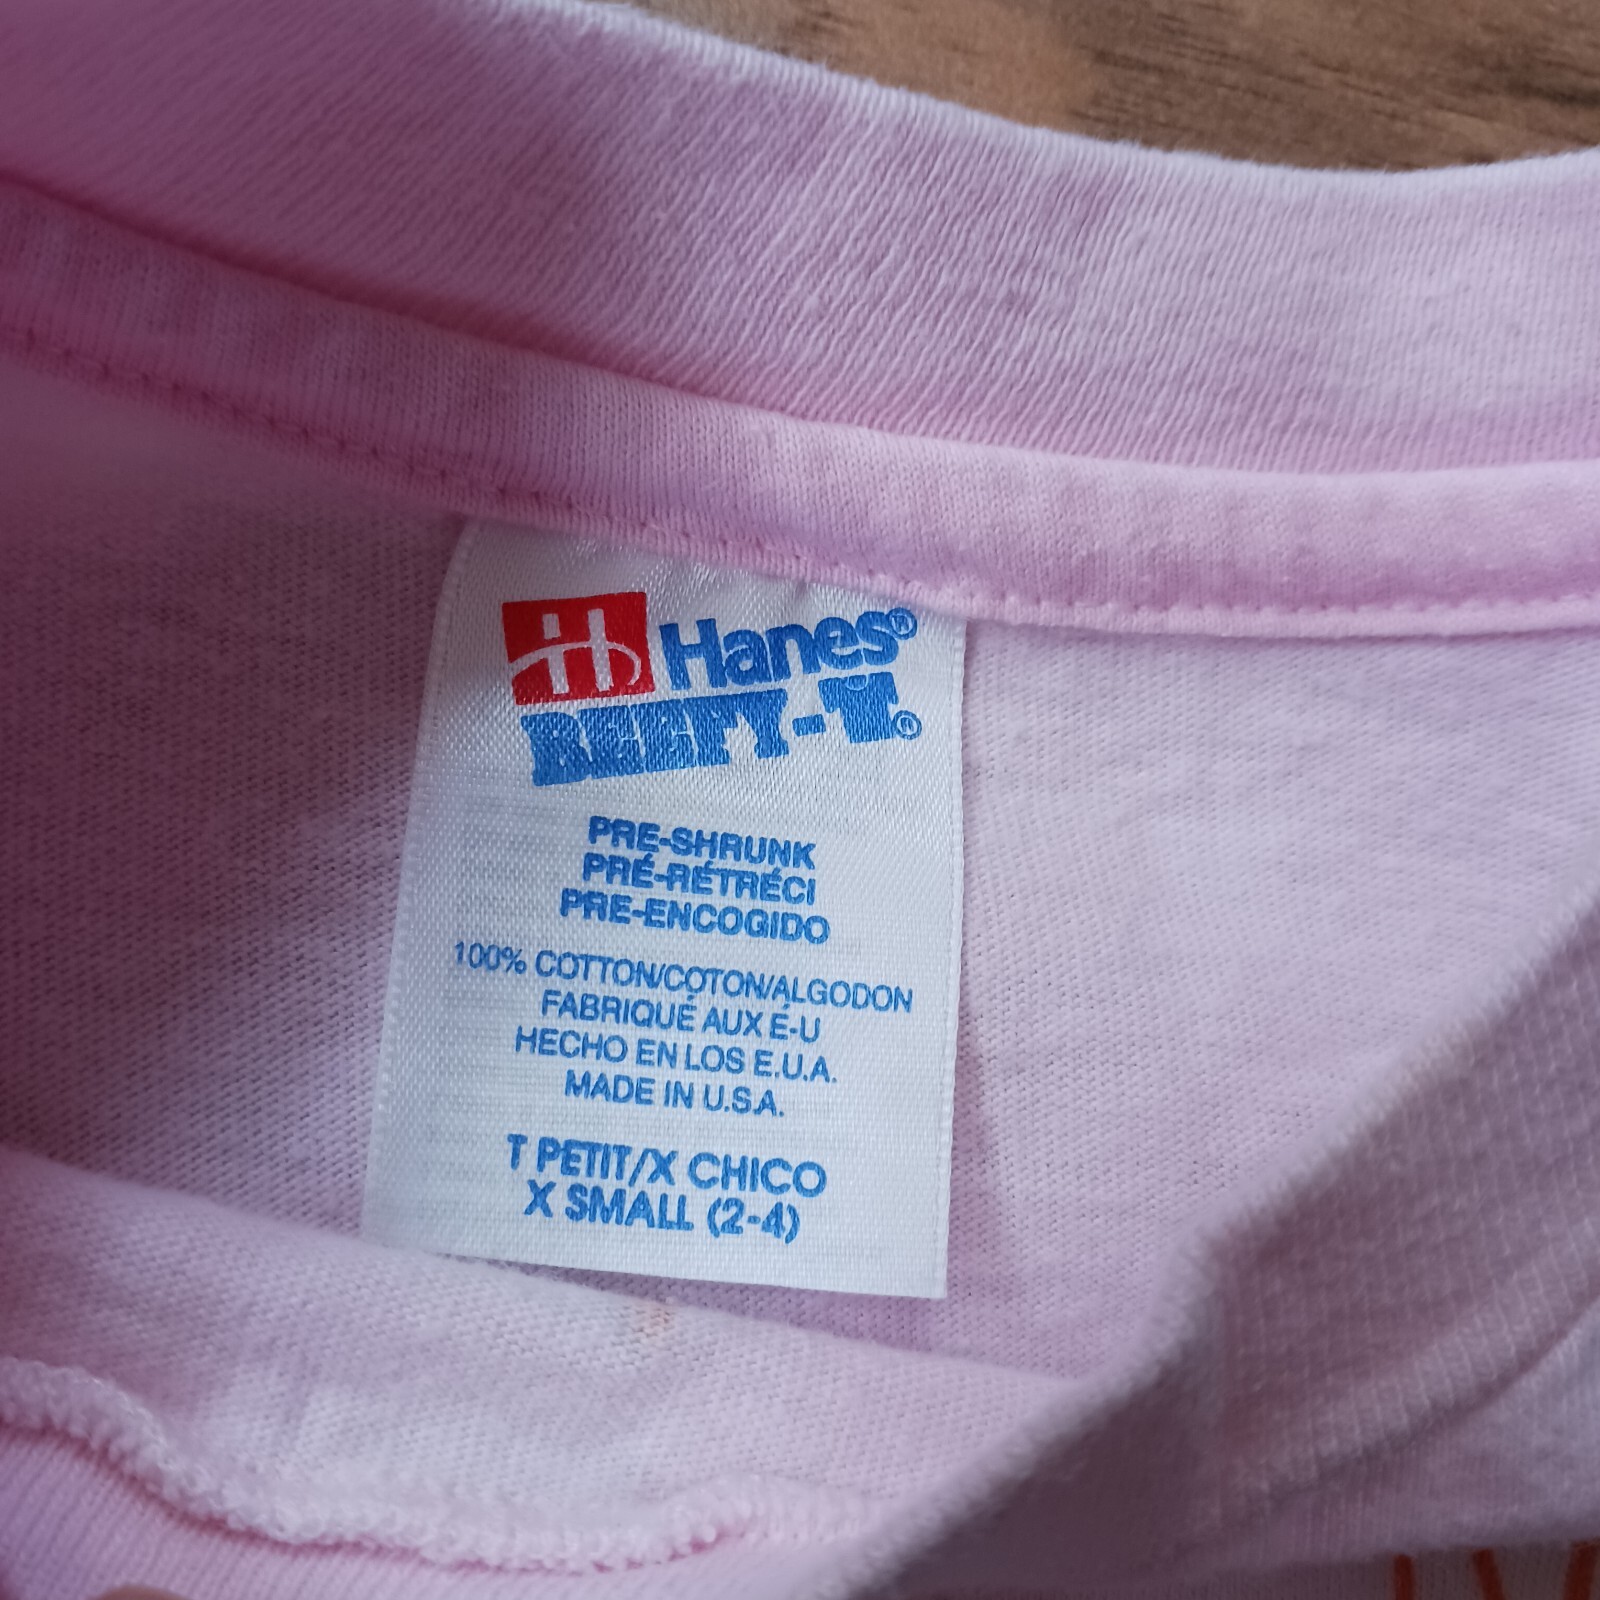 H Hanes®
BEEFY-T®
PRE-SHRUNK
PRÉ-RÉTRÉCI
PRE-ENCOGIDO
100% COTTON/COTON/ALGODON
FABRIQUÉ AUX É-U
HECHO EN LOS E.U.A.
MADE IN U.S.A.
T PETIT/X CHICO
X SMALL (2-4)